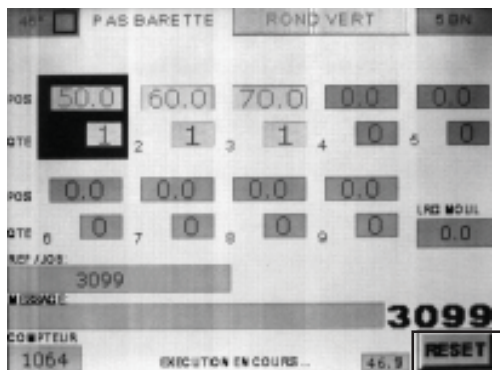 45° PAS BARETTE ROND VERT 5 BN
POS 50.0 60.0 70.0 0.0 0.0
QTE 1 2 1 3 1 4 0 5 0
POS 0.0 0.0 0.0 0.0
LRG MOUL
QTE 6 0 7 0 8 0 9 0 0.0
REF/JOB:
3099
MESSAGE:
3099
COMPTEUR
1064 EXECUTION EN COURS... 46.9 RESET